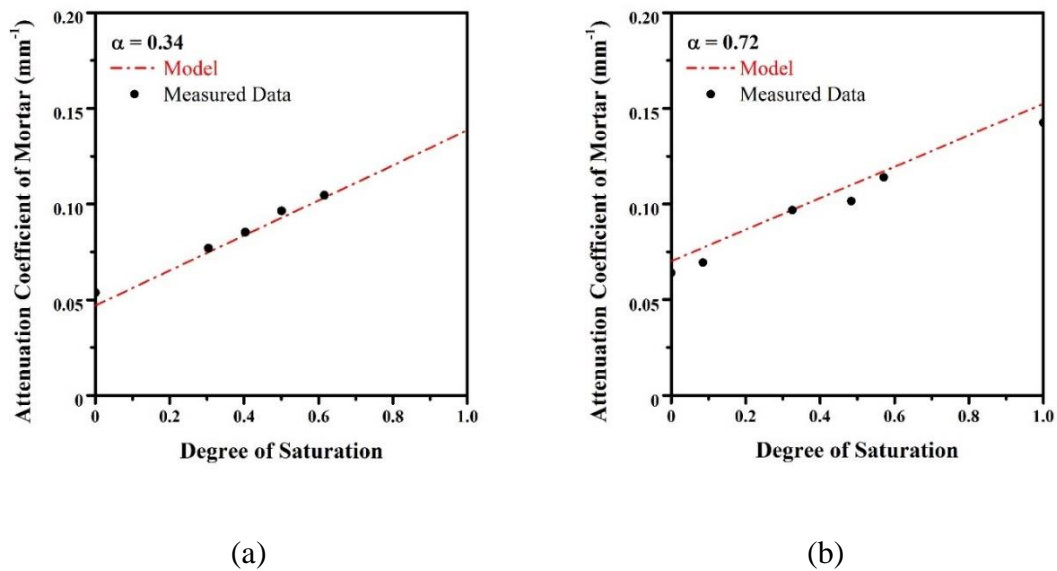 0.20
0.15
0.10
0.05
0
Attenuation Coefficient of Mortar (mm⁻¹)
α = 0.34
Model
Measured Data
0 0.2 0.4 0.6 0.8 1.0
Degree of Saturation
(a)
0.20
0.15
0.10
0.05
0
Attenuation Coefficient of Mortar (mm⁻¹)
α = 0.72
Model
Measured Data
0 0.2 0.4 0.6 0.8 1.0
Degree of Saturation
(b)